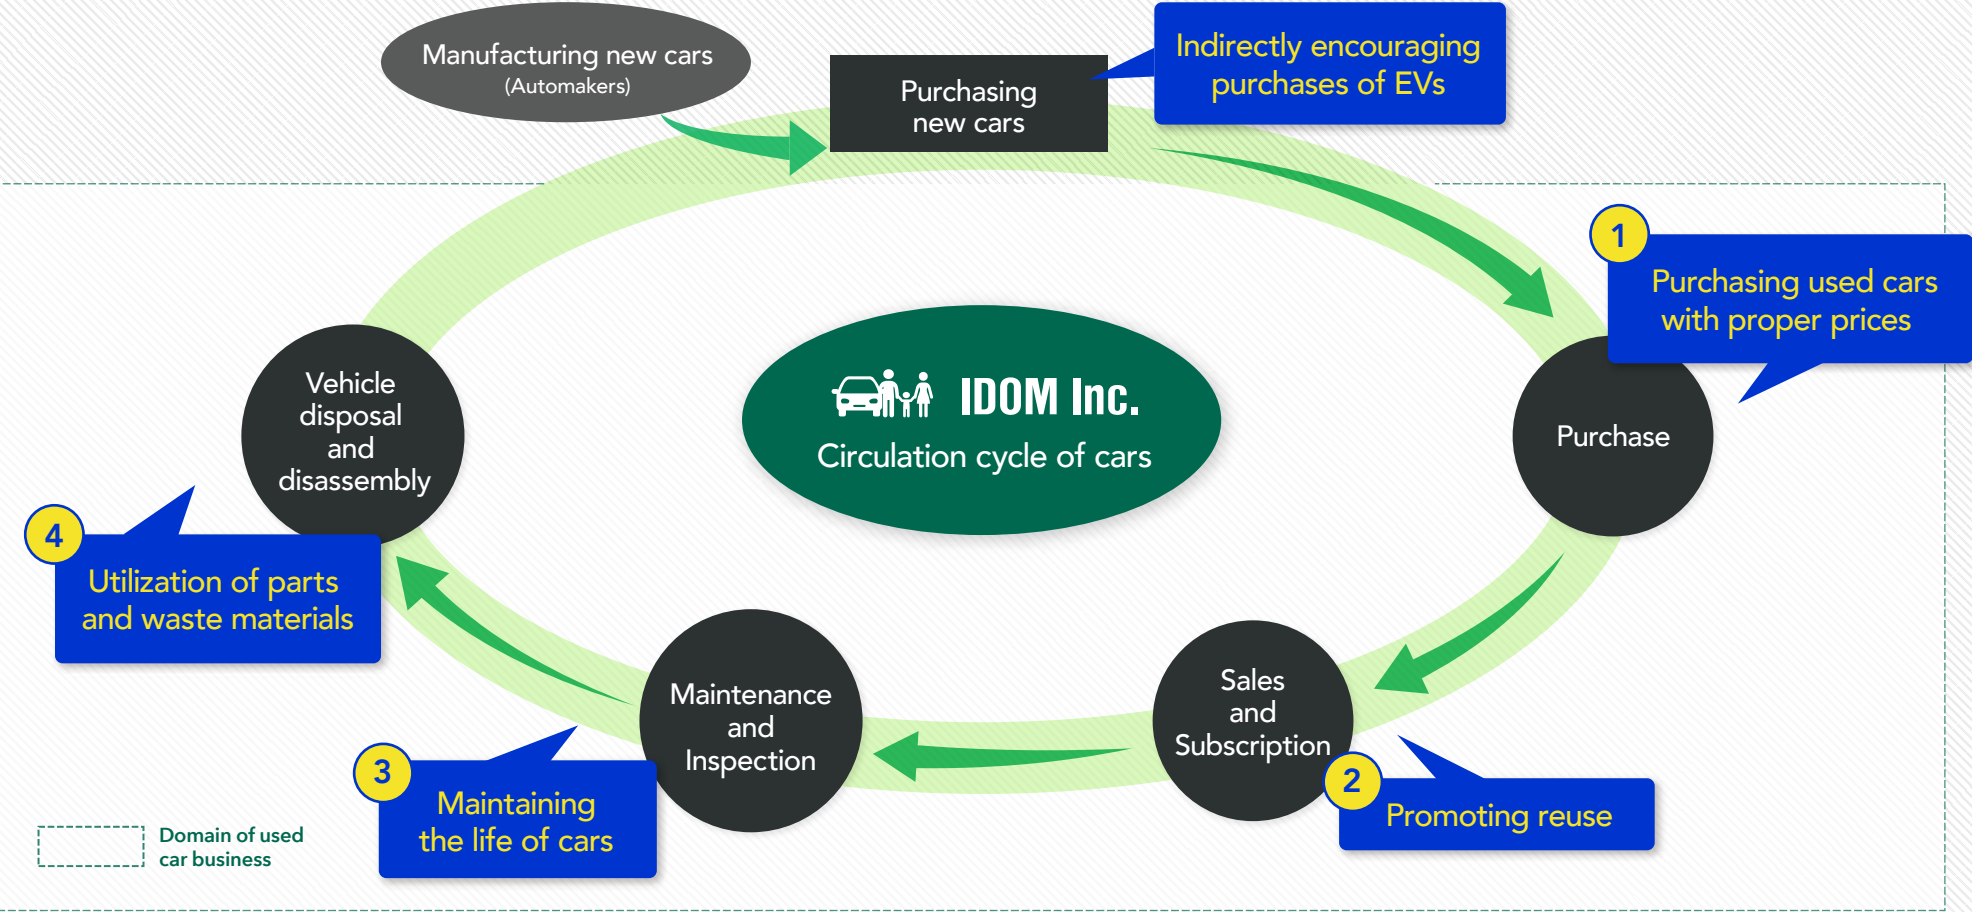 Manufacturing new cars
(Automakers)
Purchasing
new cars
Indirectly encouraging
purchases of EVs
1
Purchasing used cars
with proper prices
Purchase
Vehicle
disposal
and
disassembly
IDOM Inc.
Circulation cycle of cars
4
Utilization of parts
and waste materials
Maintenance
and
Inspection
Sales
and
Subscription
3
Maintaining
the life of cars
2
Promoting reuse
Domain of used
car business